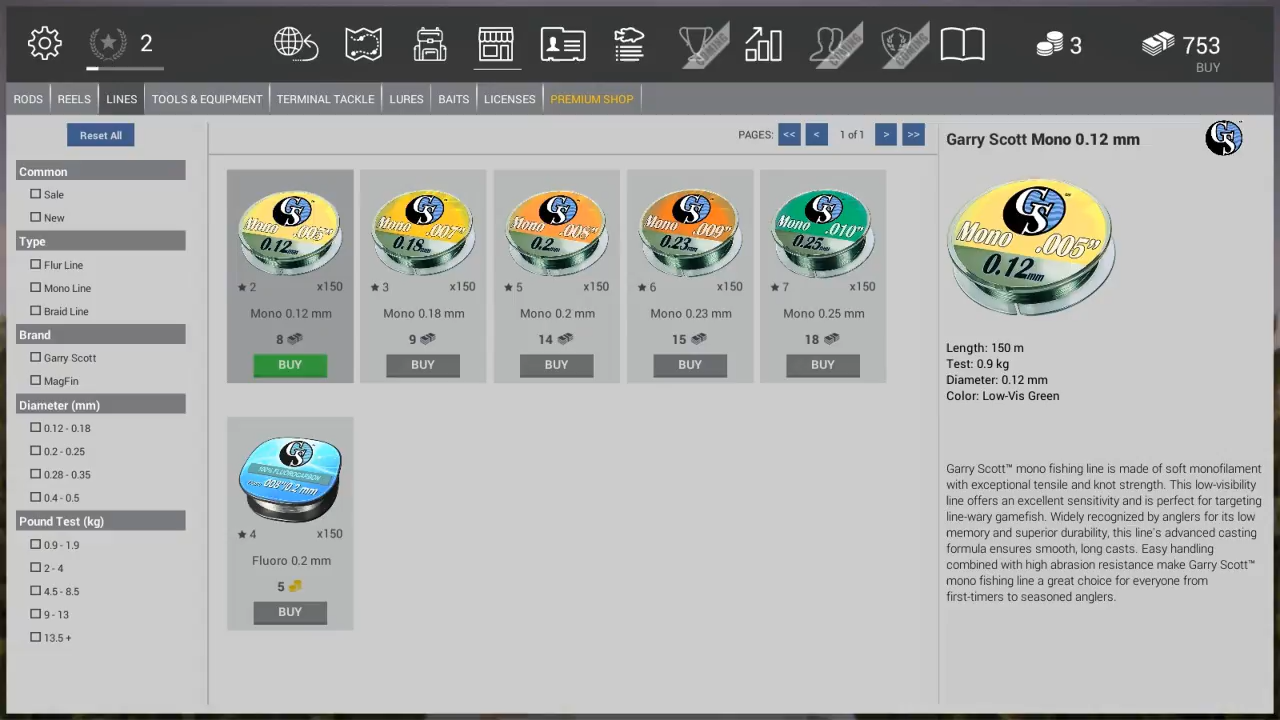 2
3
753
BUY
RODS
REELS
LINES
TOOLS & EQUIPMENT
TERMINAL TACKLE
LURES
BAITS
LICENSES
PREMIUM SHOP
Reset All
Common
Sale
New
Type
Flur Line
Mono Line
Braid Line
Brand
Garry Scott
MagFin
Diameter (mm)
0.12 - 0.18
0.2 - 0.25
0.28 - 0.35
0.4 - 0.5
Pound Test (kg)
0.9 - 1.9
2 - 4
4.5 - 8.5
9 - 13
13.5 +
PAGES: << < 1 of 1 > >>
GS
Mono .005"
0.12mm
2 x150
Mono 0.12 mm
8
BUY
GS
Mono .007"
0.18mm
3 x150
Mono 0.18 mm
9
BUY
GS
Mono .008"
0.2mm
5 x150
Mono 0.2 mm
14
BUY
GS
Mono .009"
0.23mm
6 x150
Mono 0.23 mm
15
BUY
GS
Mono .010"
0.25mm
7 x150
Mono 0.25 mm
18
BUY
GS
100% FLUOROCARBON
.008"/0.2 mm
4 x150
Fluoro 0.2 mm
5
BUY
Garry Scott Mono 0.12 mm
GS
GS
Mono .005"
0.12mm
Length: 150 m
Test: 0.9 kg
Diameter: 0.12 mm
Color: Low-Vis Green
Garry Scott™ mono fishing line is made of soft monofilament
with exceptional tensile and knot strength. This low-visibility
line offers an excellent sensitivity and is perfect for targeting
line-wary gamefish. Widely recognized by anglers for its low
memory and superior durability, this line's advanced casting
formula ensures smooth, long casts. Easy handling
combined with high abrasion resistance make Garry Scott™
mono fishing line a great choice for everyone from
first-timers to seasoned anglers.